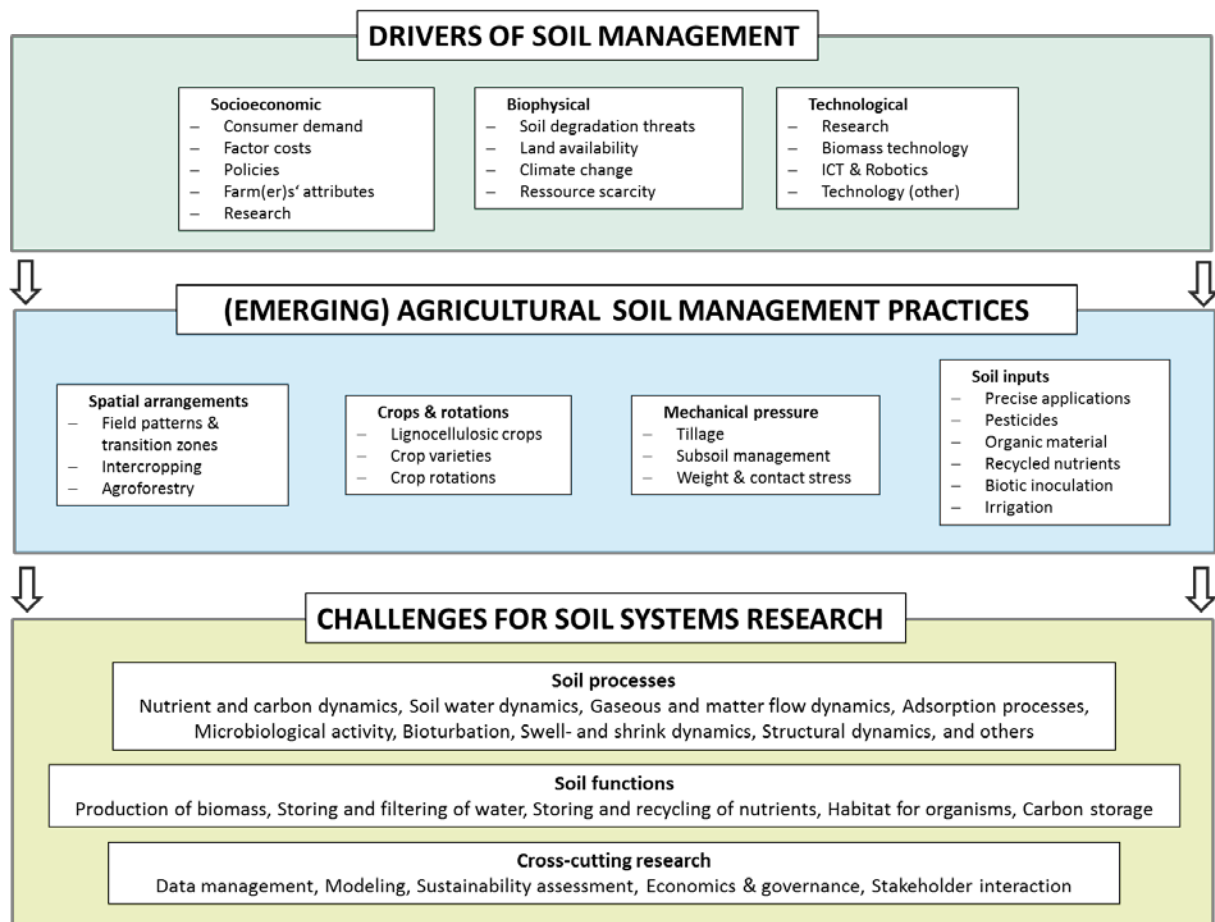 DRIVERS OF SOIL MANAGEMENT
Socioeconomic
– Consumer demand
– Factor costs
– Policies
– Farm(er)s‘ attributes
– Research
Biophysical
– Soil degradation threats
– Land availability
– Climate change
– Ressource scarcity
Technological
– Research
– Biomass technology
– ICT & Robotics
– Technology (other)
(EMERGING) AGRICULTURAL SOIL MANAGEMENT PRACTICES
Spatial arrangements
– Field patterns &
transition zones
– Intercropping
– Agroforestry
Crops & rotations
– Lignocellulosic crops
– Crop varieties
– Crop rotations
Mechanical pressure
– Tillage
– Subsoil management
– Weight & contact stress
Soil inputs
– Precise applications
– Pesticides
– Organic material
– Recycled nutrients
– Biotic inoculation
– Irrigation
CHALLENGES FOR SOIL SYSTEMS RESEARCH
Soil processes
Nutrient and carbon dynamics, Soil water dynamics, Gaseous and matter flow dynamics, Adsorption processes,
Microbiological activity, Bioturbation, Swell- and shrink dynamics, Structural dynamics, and others
Soil functions
Production of biomass, Storing and filtering of water, Storing and recycling of nutrients, Habitat for organisms, Carbon storage
Cross-cutting research
Data management, Modeling, Sustainability assessment, Economics & governance, Stakeholder interaction